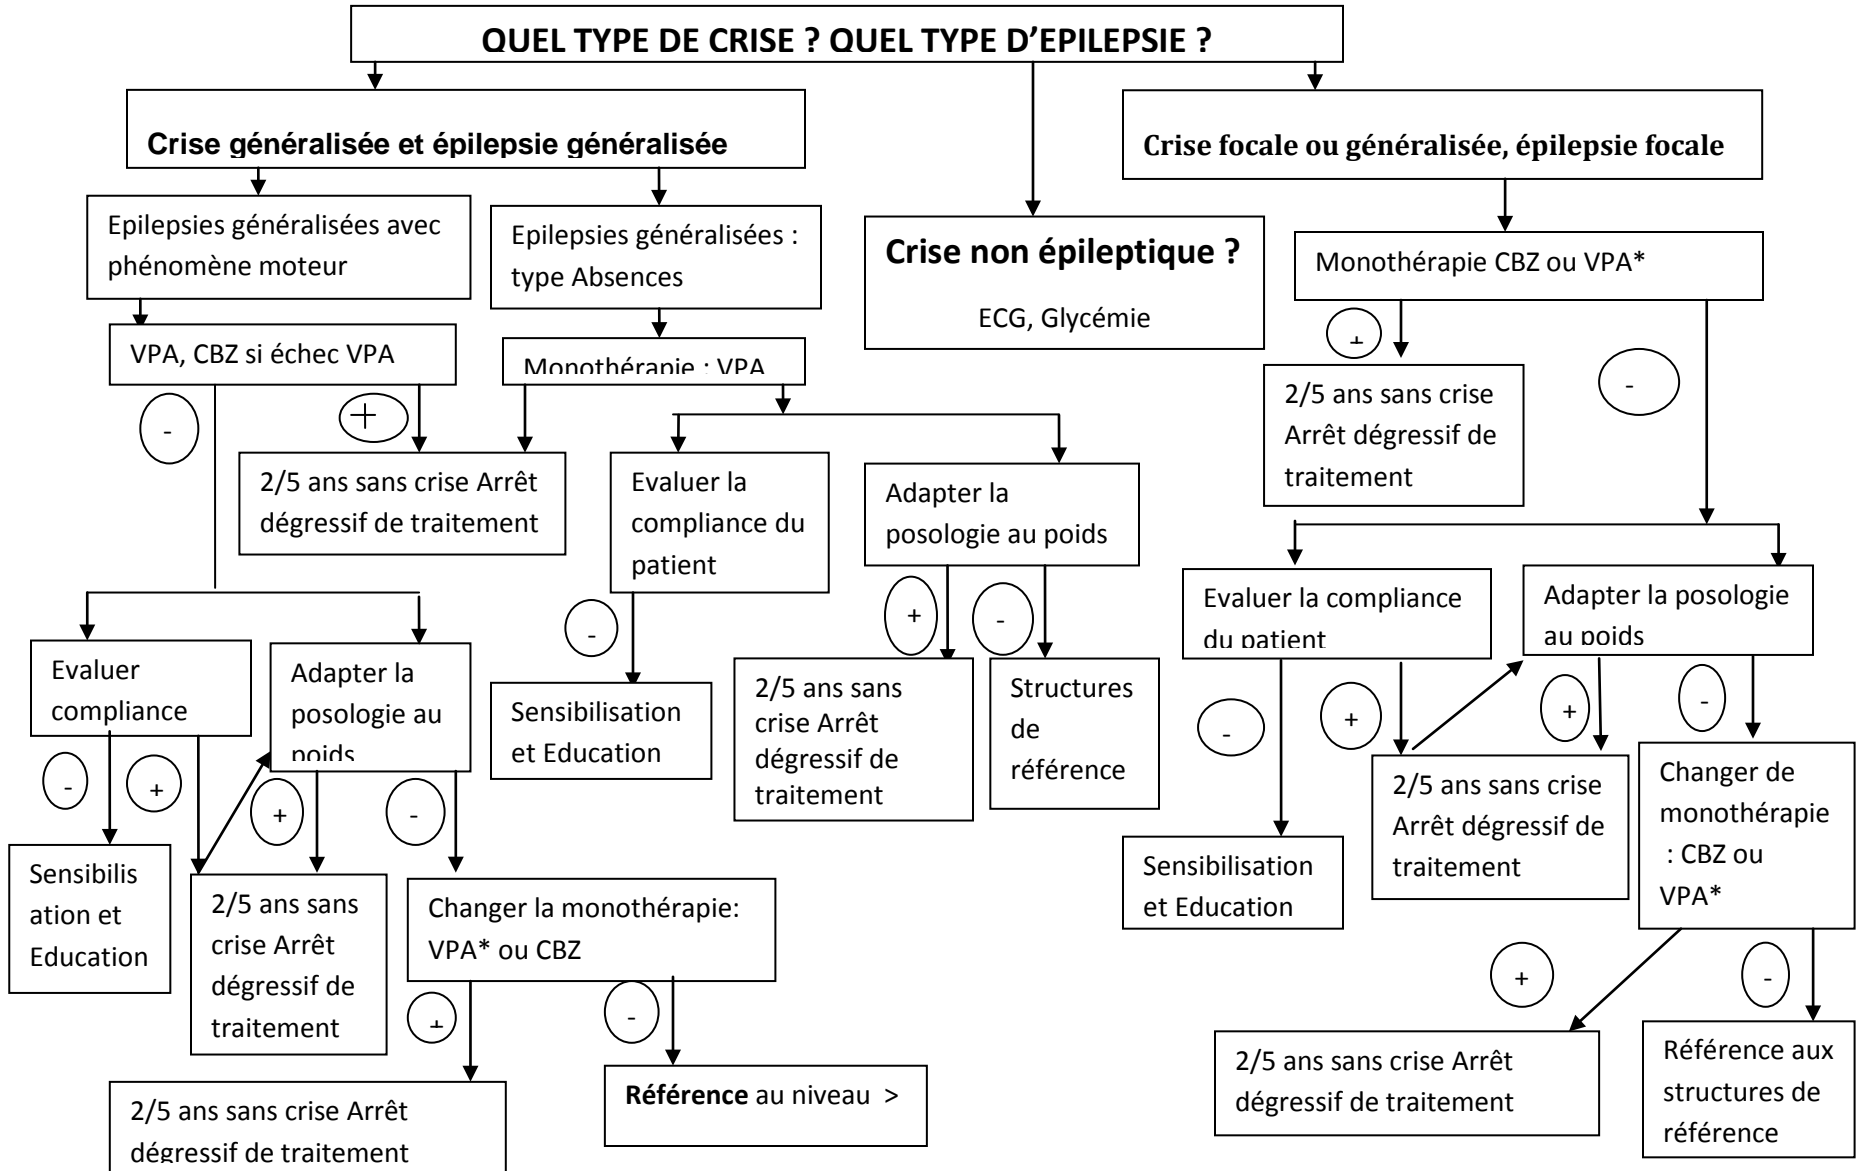 QUEL TYPE DE CRISE ? QUEL TYPE D'EPILEPSIE ?
Crise généralisée et épilepsie généralisée
Crise focale ou généralisée, épilepsie focale
Epilepsies généralisées avec
phénomène moteur
Epilepsies généralisées :
type Absences
Crise non épileptique ?
ECG, Glycémie
Monothérapie CBZ ou VPA*
VPA, CBZ si échec VPA
Monothérapie : VPA
+
-
-
+
2/5 ans sans crise
Arrêt dégressif de
traitement
2/5 ans sans crise Arrêt
dégressif de traitement
Evaluer la
compliance du
patient
Adapter la
posologie au poids
-
+
-
Evaluer la compliance
du patient
Adapter la posologie
au poids
Evaluer
compliance
Adapter la
posologie au
poids
Sensibilisation
et Education
2/5 ans sans
crise Arrêt
dégressif de
traitement
Structures
de
référence
-
+
+
-
-
+
+
-
Sensibilis
ation et
Education
2/5 ans sans
crise Arrêt
dégressif de
traitement
Changer la monothérapie:
VPA* ou CBZ
Sensibilisation
et Education
2/5 ans sans crise
Arrêt dégressif de
traitement
Changer de
monothérapie
: CBZ ou
VPA*
+
-
+
-
2/5 ans sans crise Arrêt
dégressif de traitement
Référence au niveau >
2/5 ans sans crise Arrêt
dégressif de traitement
Référence aux
structures de
référence